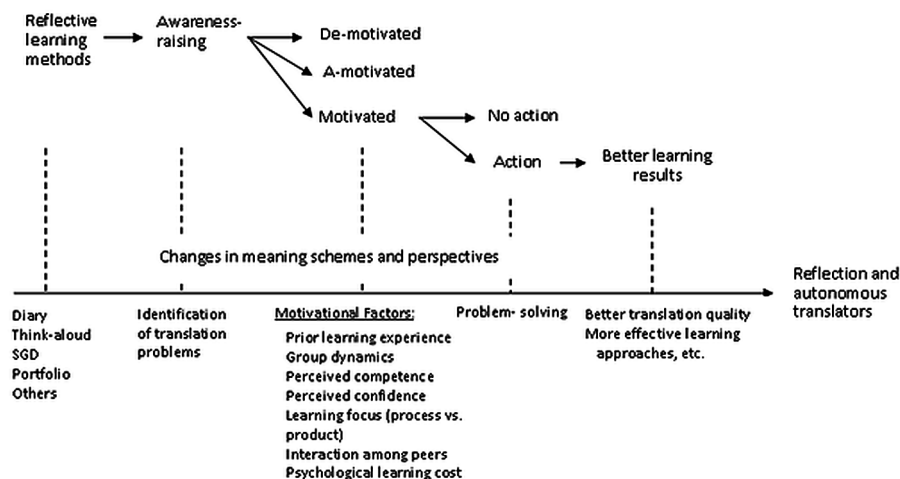 Reflective
learning
methods
Awareness-
raising
De-motivated
A-motivated
Motivated
No action
Action
Better learning
results
Changes in meaning schemes and perspectives
Reflection and
autonomous
translators
Diary
Think-aloud
SGD
Portfolio
Others
Identification
of translation
problems
Motivational Factors:
Prior learning experience
Group dynamics
Perceived competence
Perceived confidence
Learning focus (process vs.
product)
Interaction among peers
Psychological learning cost
Problem- solving
Better translation quality
More effective learning
approaches, etc.